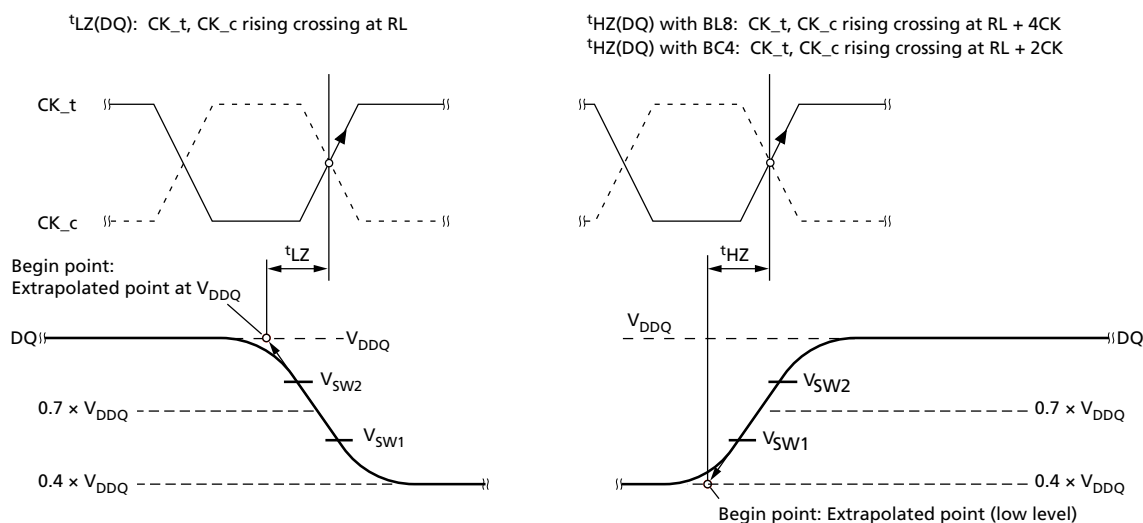 tLZ(DQ): CK_t, CK_c rising crossing at RL
tHZ(DQ) with BL8: CK_t, CK_c rising crossing at RL + 4CK
tHZ(DQ) with BC4: CK_t, CK_c rising crossing at RL + 2CK
CK_t
CK_c
tLZ
tHZ
Begin point:
Extrapolated point at VDDQ
DQ
VDDQ
VSW2
0.7 × VDDQ
VSW1
0.4 × VDDQ
VDDQ
DQ
VSW2
0.7 × VDDQ
VSW1
0.4 × VDDQ
Begin point: Extrapolated point (low level)